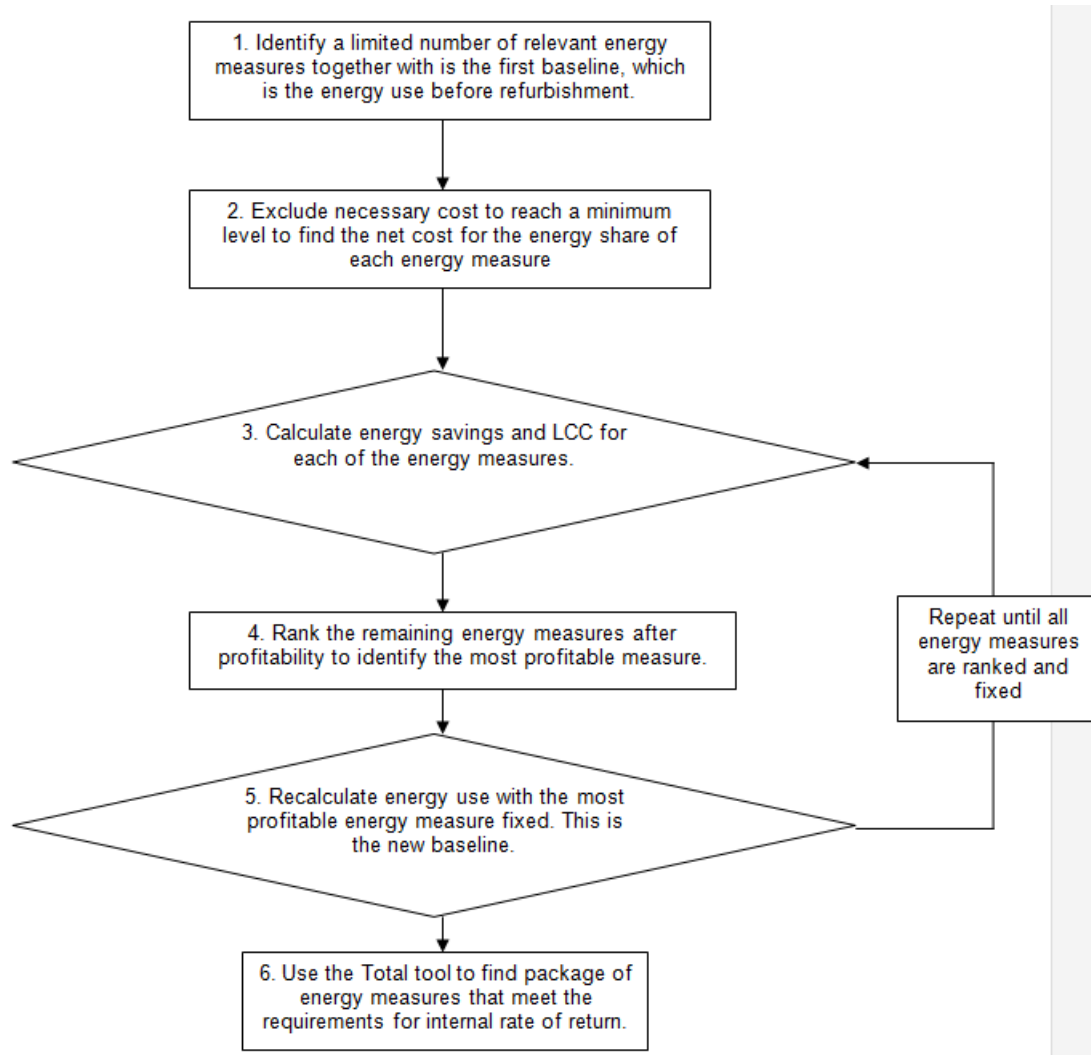 1. Identify a limited number of relevant energy
measures together with is the first baseline, which
is the energy use before refurbishment.
2. Exclude necessary cost to reach a minimum
level to find the net cost for the energy share of
each energy measure
3. Calculate energy savings and LCC for
each of the energy measures.
4. Rank the remaining energy measures after
profitability to identify the most profitable measure.
Repeat until all
energy measures
are ranked and
fixed
5. Recalculate energy use with the most
profitable energy measure fixed. This is
the new baseline.
6. Use the Total tool to find package of
energy measures that meet the
requirements for internal rate of return.